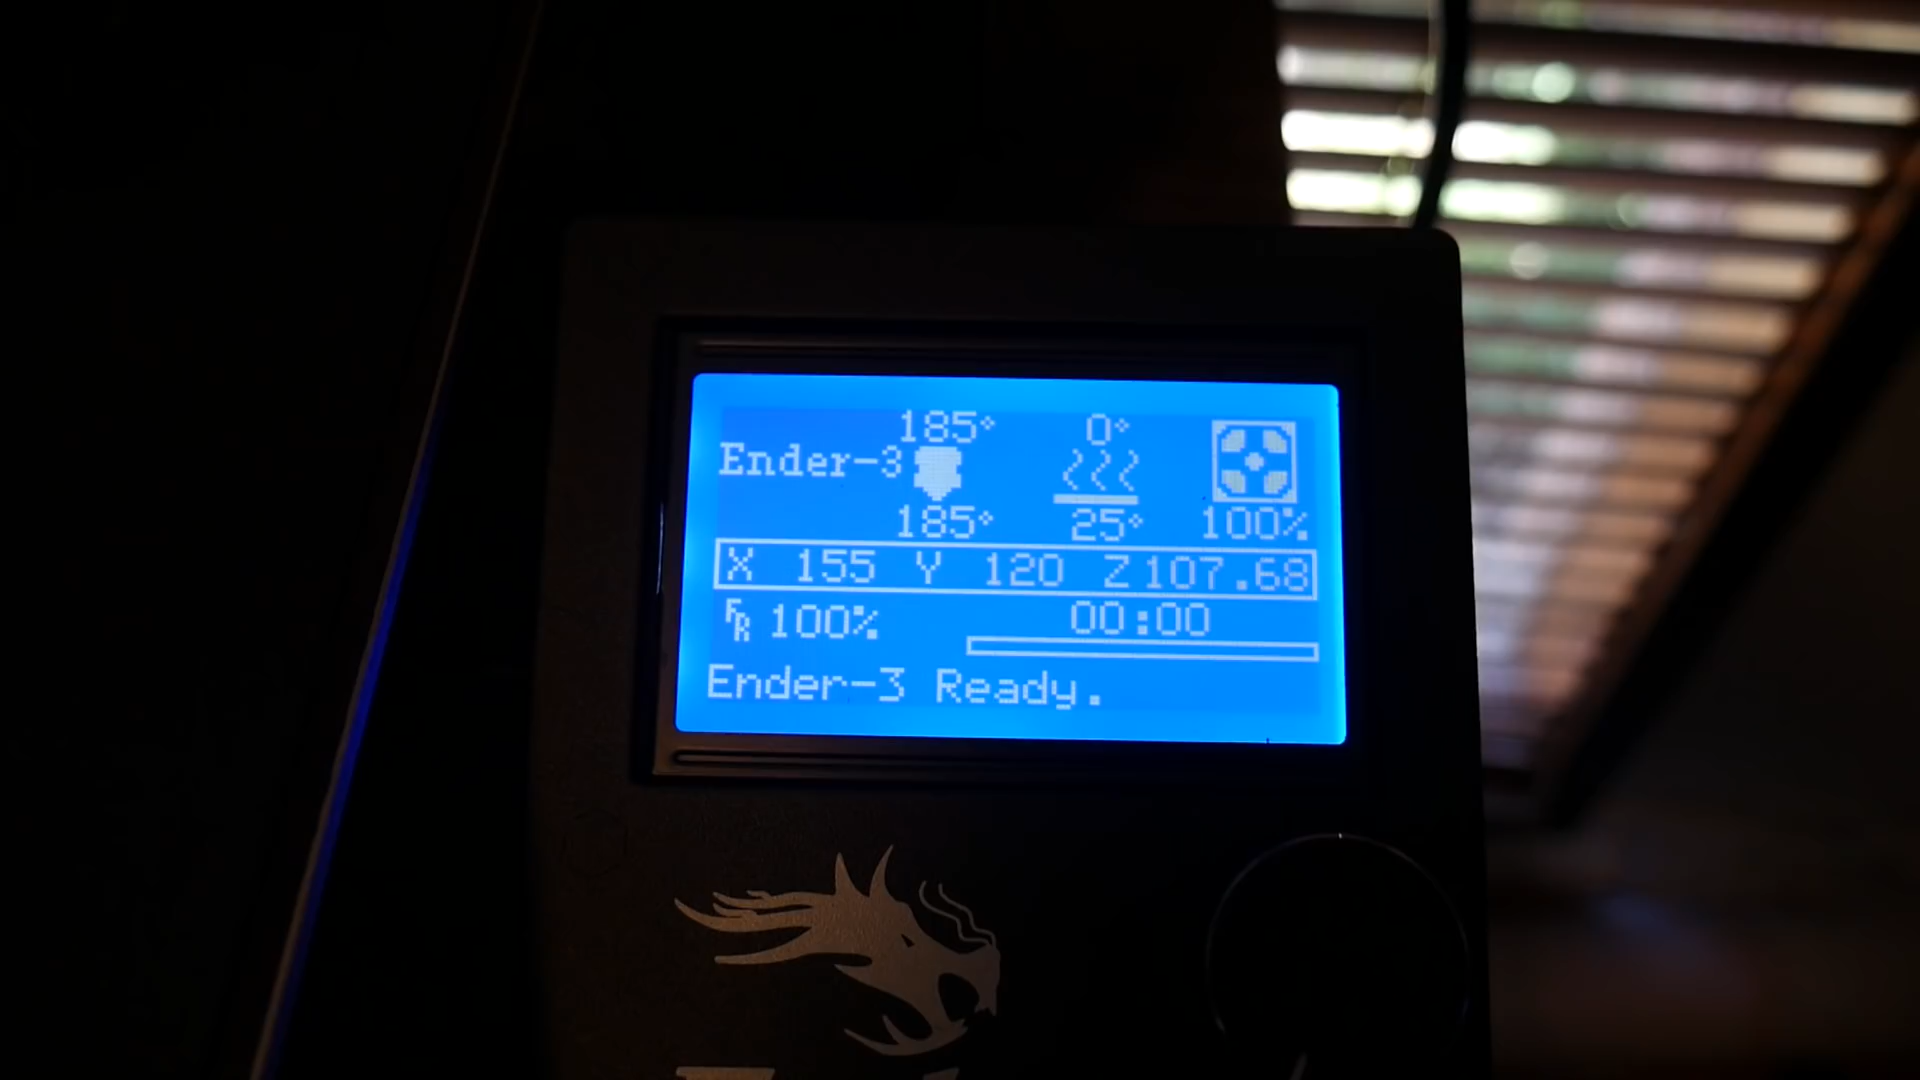 185° 0°
Ender-3
185° 25° 100%
X 155 Y 120 Z107.68
FR 100% 00:00
Ender-3 Ready.